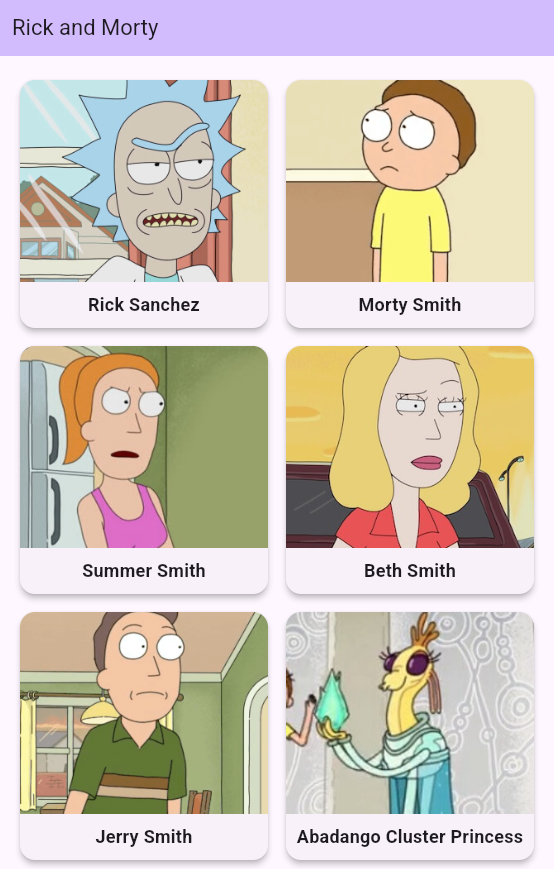 Rick and Morty
Rick Sanchez
Morty Smith
Summer Smith
Beth Smith
Jerry Smith
Abadango Cluster Princess